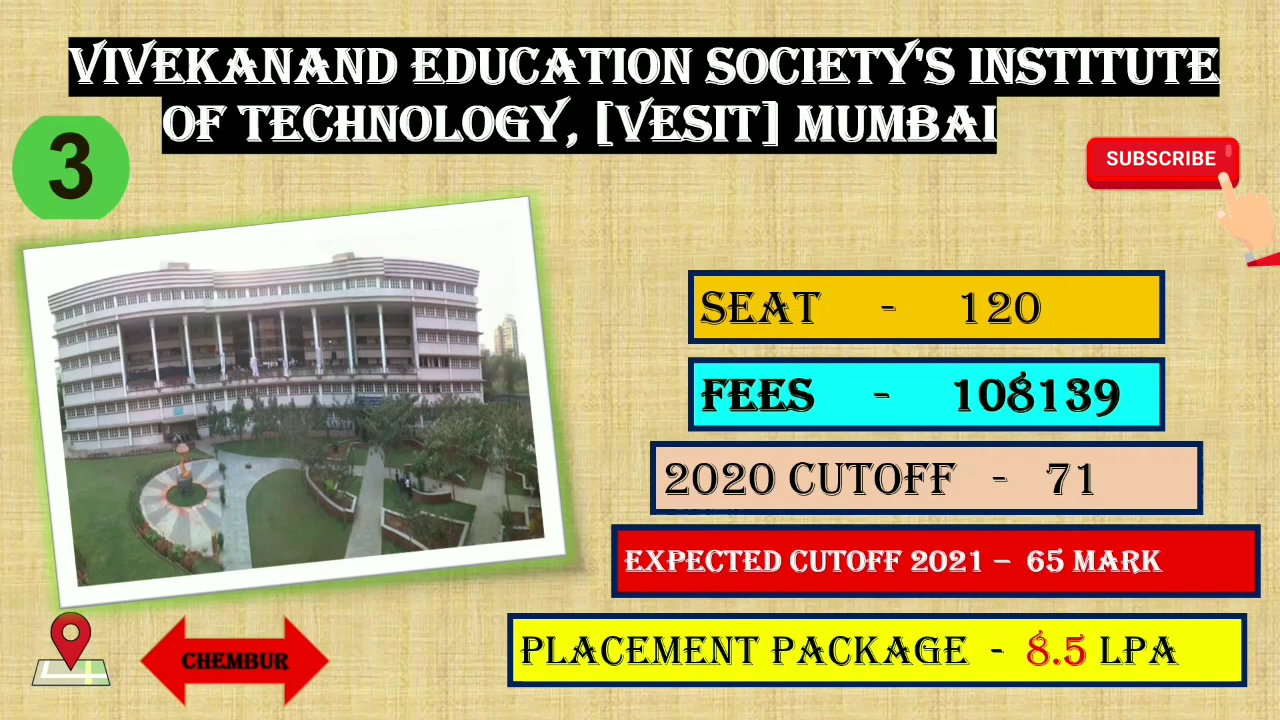 VIVEKANAND EDUCATION SOCIETY'S INSTITUTE
OF TECHNOLOGY, [VESIT] MUMBAI
3
SUBSCRIBE
SEAT - 120
FEES - 108139
2020 CUTOFF - 71
EXPECTED CUTOFF 2021 – 65 MARK
PLACEMENT PACKAGE - 8.5 LPA
CHEMBUR